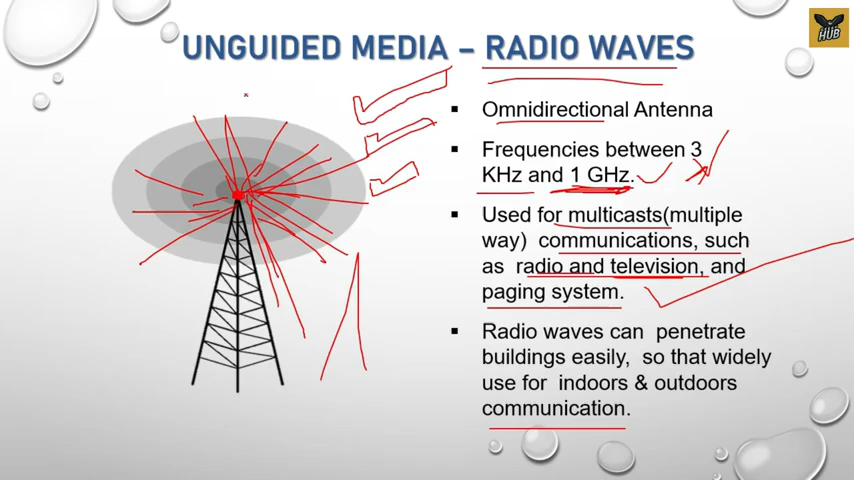 UNGUIDED MEDIA – RADIO WAVES
HUB
▪ Omnidirectional Antenna
▪ Frequencies between 3
KHz and 1 GHz.
▪ Used for multicasts(multiple
way) communications, such
as radio and television, and
paging system.
▪ Radio waves can penetrate
buildings easily, so that widely
use for indoors & outdoors
communication.